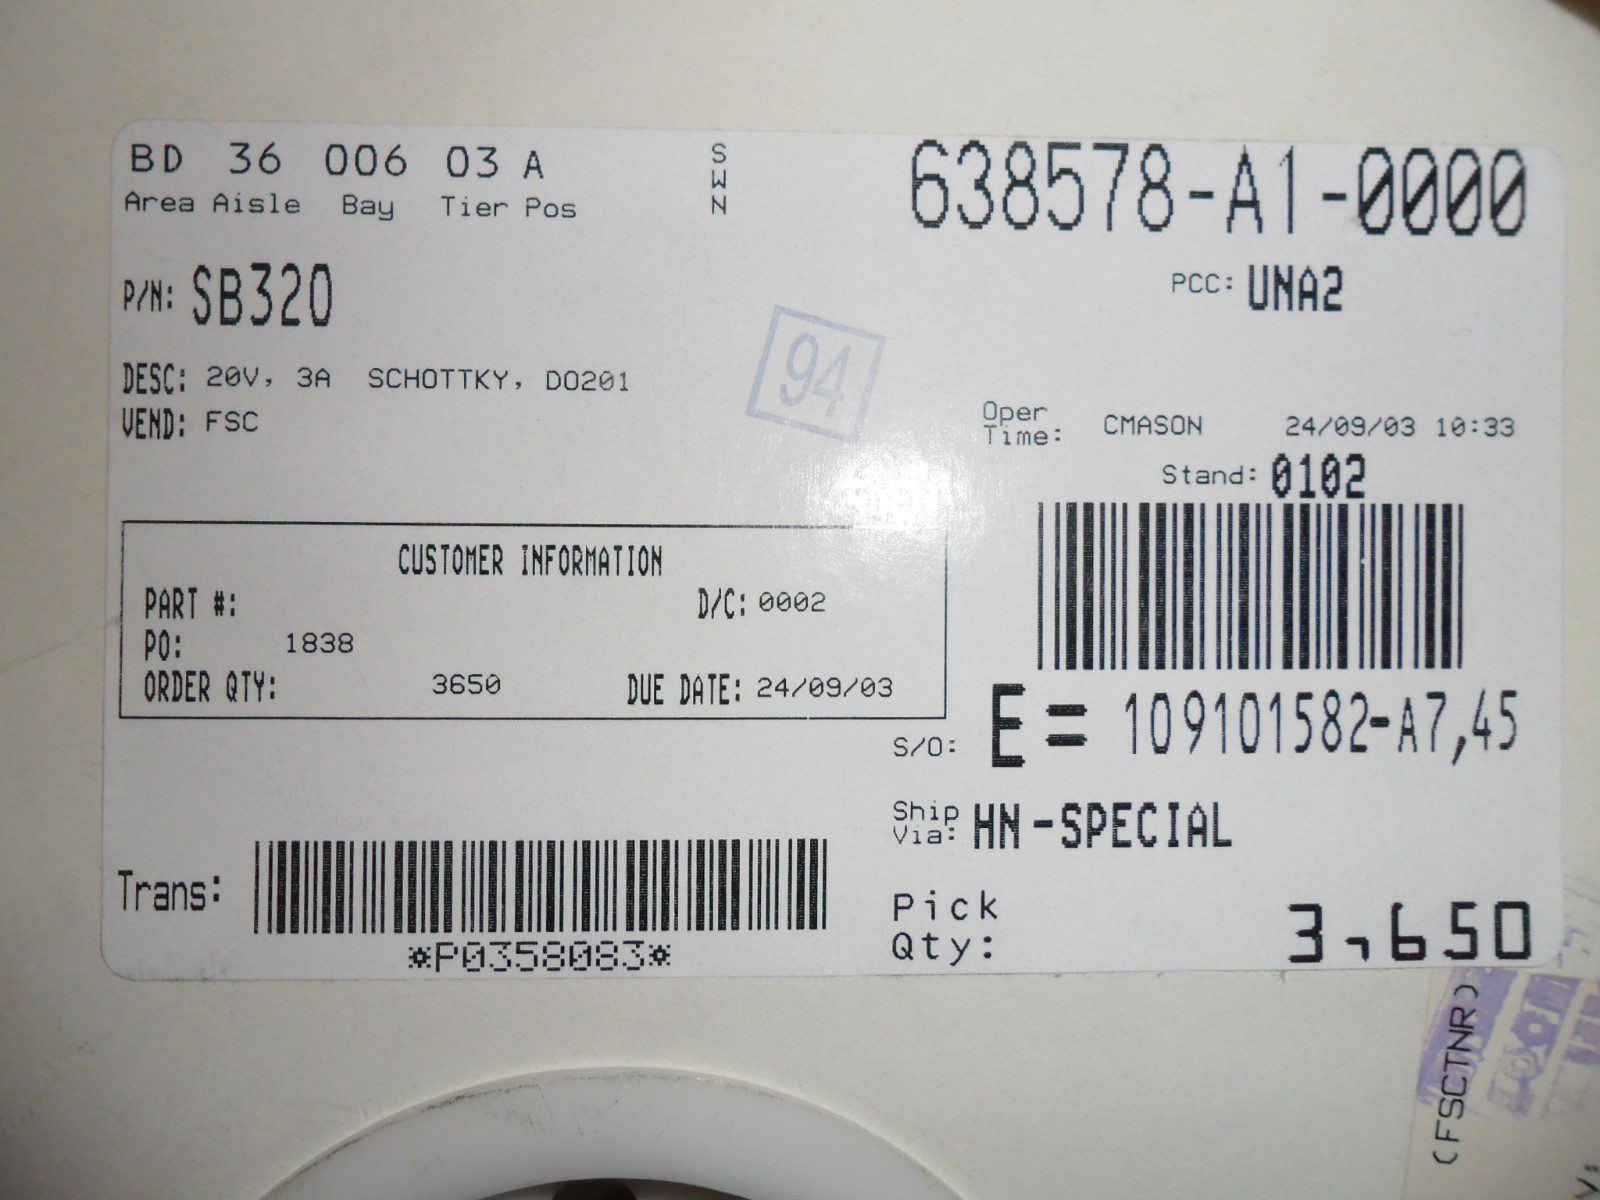 BD 36 006 03 A
Area Aisle Bay Tier Pos
SWN
638578-A1-0000
P/N: SB320
PCC: UNA2
94
DESC: 20V, 3A SCHOTTKY, DO201
VEND: FSC
Oper Time: CMASON 24/09/03 10:33
Stand: 0102
CUSTOMER INFORMATION
PART #: D/C: 0002
PO: 1838
ORDER QTY: 3650 DUE DATE: 24/09/03
S/O: E= 109101582-A7,45
Ship Via: HN-SPECIAL
Trans:
*P0358083*
Pick Qty: 3,650
(FSCTNR)